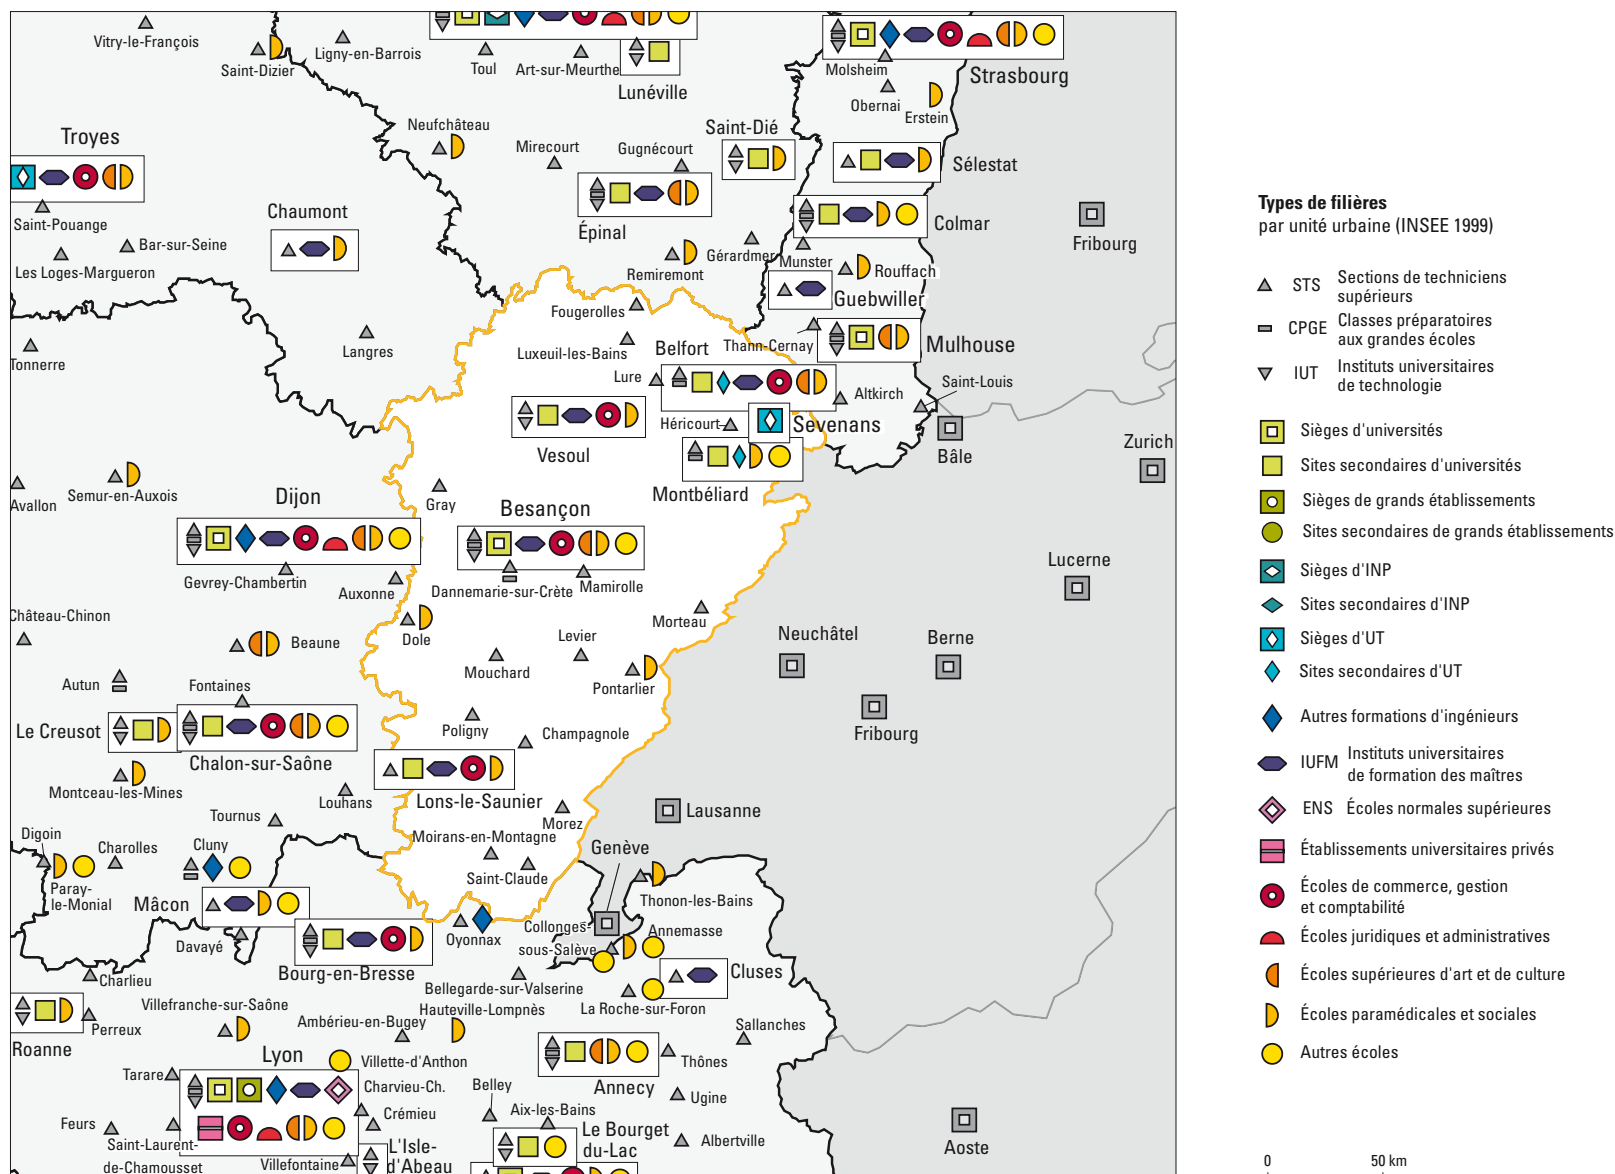 Vitry-le-François
Saint-Dizier
Ligny-en-Barrois
Toul
Art-sur-Meurthe
Lunéville
Molsheim
Strasbourg
Obernai
Erstein
Troyes
Neufchâteau
Mirecourt
Gugnécourt
Saint-Dié
Sélestat
Saint-Pouange
Chaumont
Épinal
Colmar
Fribourg
Bar-sur-Seine
Les Loges-Margueron
Remiremont
Gérardmer
Munster
Rouffach
Guebwiller
Fougerolles
Langres
Tonnerre
Luxeuil-les-Bains
Belfort
Thann-Cernay
Mulhouse
Lure
Altkirch
Saint-Louis
Héricourt
Sevenans
Bâle
Zurich
Vesoul
Montbéliard
Avallon
Semur-en-Auxois
Dijon
Gray
Besançon
Gevrey-Chambertin
Auxonne
Dannemarie-sur-Crète
Mamirolle
Lucerne
Château-Chinon
Beaune
Dole
Levier
Morteau
Neuchâtel
Berne
Mouchard
Pontarlier
Autun
Fontaines
Le Creusot
Chalon-sur-Saône
Poligny
Champagnole
Fribourg
Montceau-les-Mines
Louhans
Lons-le-Saunier
Morez
Lausanne
Tournus
Moirans-en-Montagne
Genève
Digoin
Charolles
Cluny
Saint-Claude
Paray-
le-Monial
Mâcon
Thonon-les-Bains
Davayé
Oyonnax
Collonges-
sous-Salève
Annemasse
Bourg-en-Bresse
Cluses
Charlieu
Bellegarde-sur-Valserine
La Roche-sur-Foron
Villefranche-sur-Saône
Hauteville-Lompnès
Perreux
Ambérieu-en-Bugey
Sallanches
Roanne
Lyon
Villette-d'Anthon
Thônes
Tarare
Charvieu-Ch.
Belley
Annecy
Ugine
Feurs
Crémieu
Aix-les-Bains
Saint-Laurent-
de-Chamousset
Le Bourget
du-Lac
Albertville
Villefontaine
L'Isle-
d'Abeau
Aoste
Types de filières
par unité urbaine (INSEE 1999)
STS Sections de techniciens
supérieurs
CPGE Classes préparatoires
aux grandes écoles
IUT Instituts universitaires
de technologie
Sièges d'universités
Sites secondaires d'universités
Sièges de grands établissements
Sites secondaires de grands établissements
Sièges d'INP
Sites secondaires d'INP
Sièges d'UT
Sites secondaires d'UT
Autres formations d'ingénieurs
IUFM Instituts universitaires
de formation des maîtres
ENS Écoles normales supérieures
Établissements universitaires privés
Écoles de commerce, gestion
et comptabilité
Écoles juridiques et administratives
Écoles supérieures d'art et de culture
Écoles paramédicales et sociales
Autres écoles
0 50 km